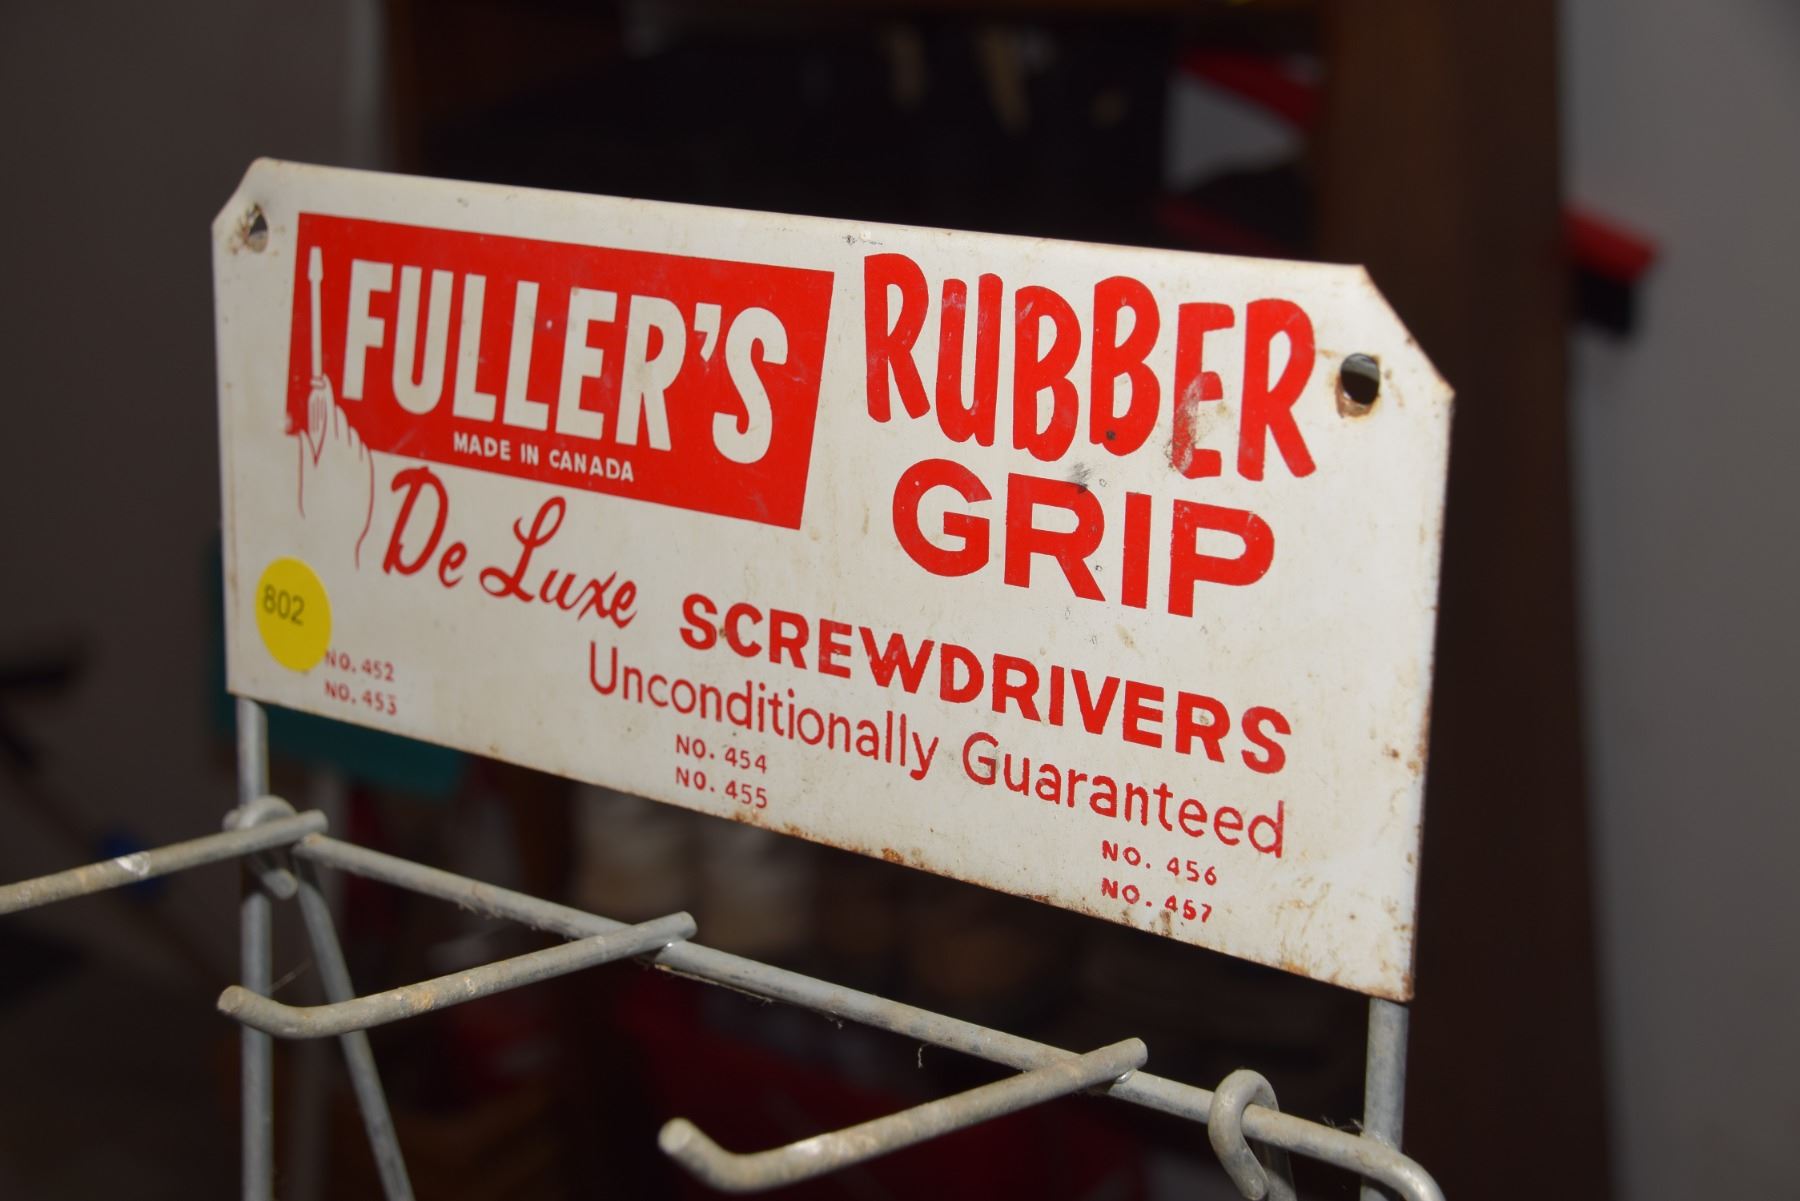 FULLER'S
MADE IN CANADA
RUBBER
GRIP
De Luxe SCREWDRIVERS
Unconditionally Guaranteed
802
NO. 452
NO. 453
NO. 454
NO. 455
NO. 456
NO. 457